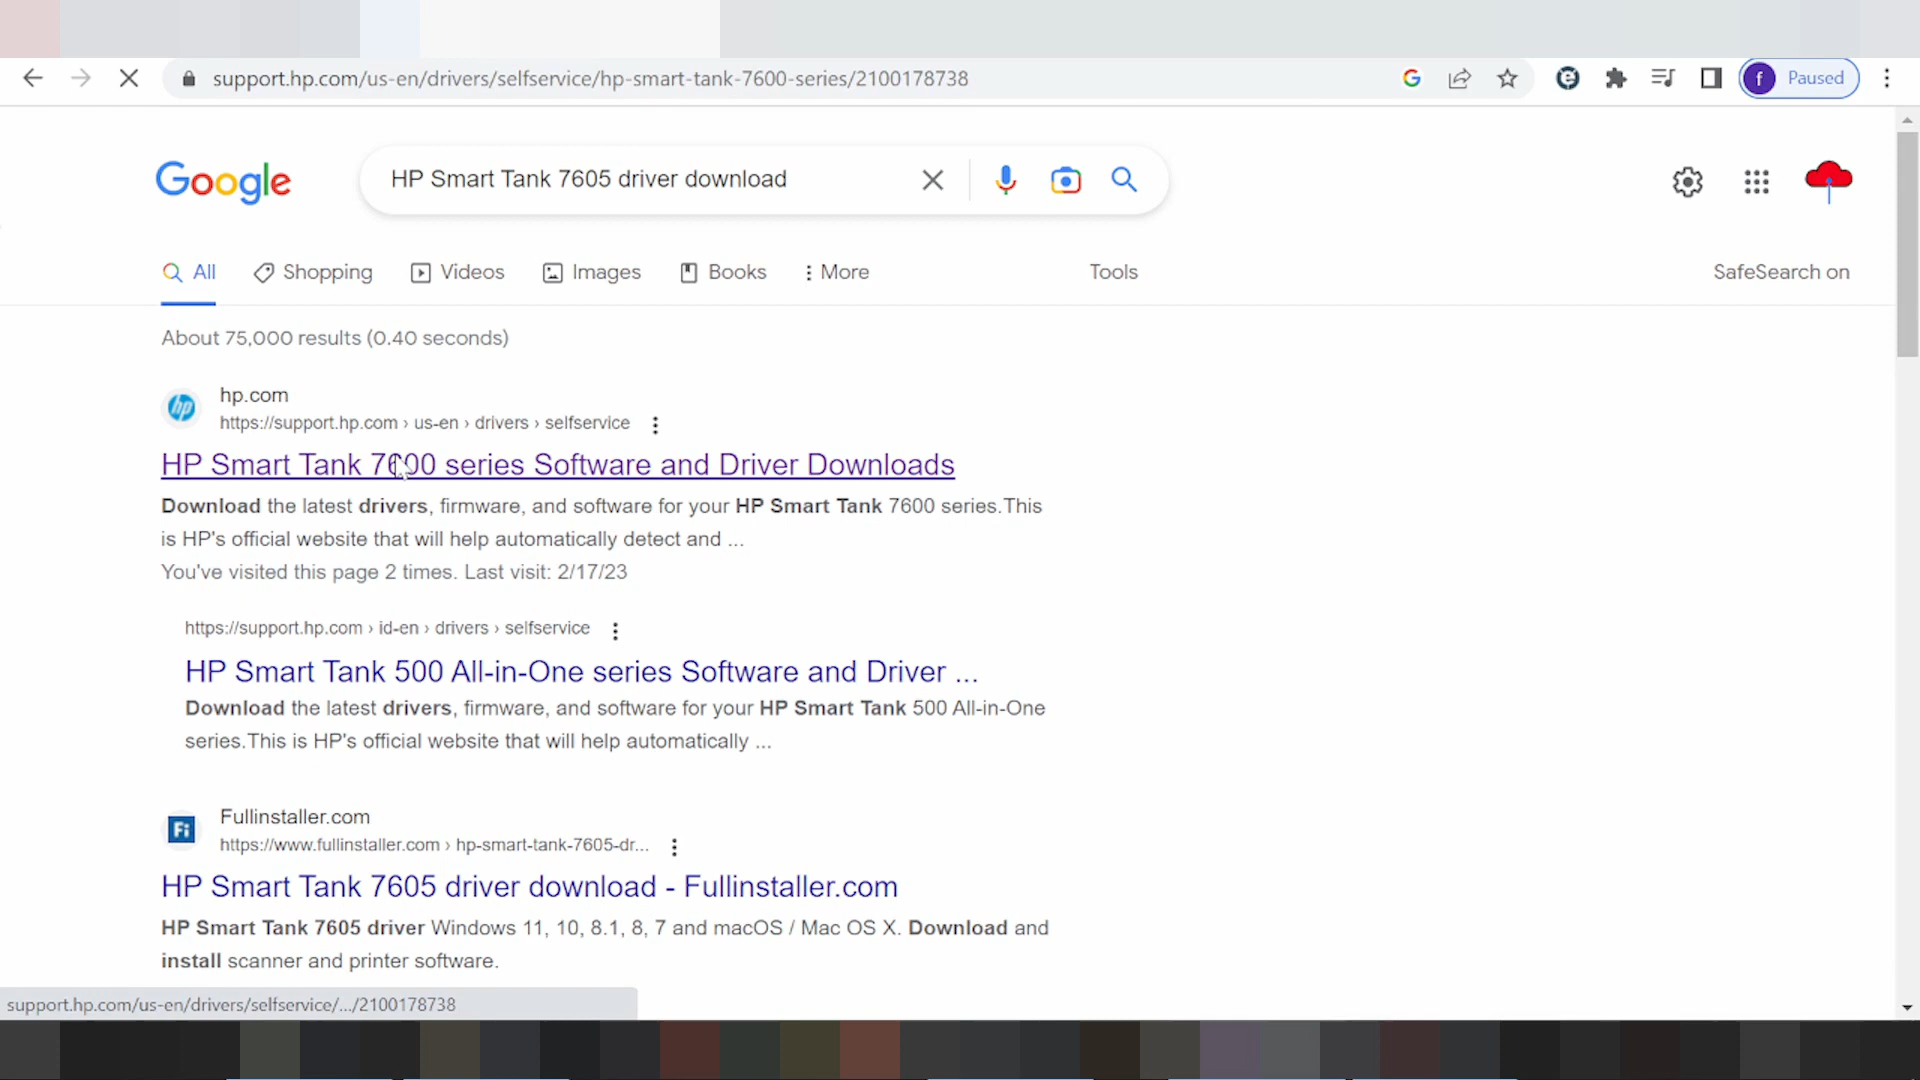 support.hp.com/us-en/drivers/selfservice/hp-smart-tank-7600-series/2100178738
f Paused
Google
HP Smart Tank 7605 driver download
All Shopping Videos Images Books More Tools SafeSearch on
About 75,000 results (0.40 seconds)
hp
hp.com
https://support.hp.com › us-en › drivers › selfservice
HP Smart Tank 7600 series Software and Driver Downloads
Download the latest drivers, firmware, and software for your HP Smart Tank 7600 series.This
is HP's official website that will help automatically detect and ...
You've visited this page 2 times. Last visit: 2/17/23
https://support.hp.com › id-en › drivers › selfservice
HP Smart Tank 500 All-in-One series Software and Driver ...
Download the latest drivers, firmware, and software for your HP Smart Tank 500 All-in-One
series.This is HP's official website that will help automatically ...
Fi
Fullinstaller.com
https://www.fullinstaller.com › hp-smart-tank-7605-dr...
HP Smart Tank 7605 driver download - Fullinstaller.com
HP Smart Tank 7605 driver Windows 11, 10, 8.1, 8, 7 and macOS / Mac OS X. Download and
install scanner and printer software.
support.hp.com/us-en/drivers/selfservice/.../2100178738